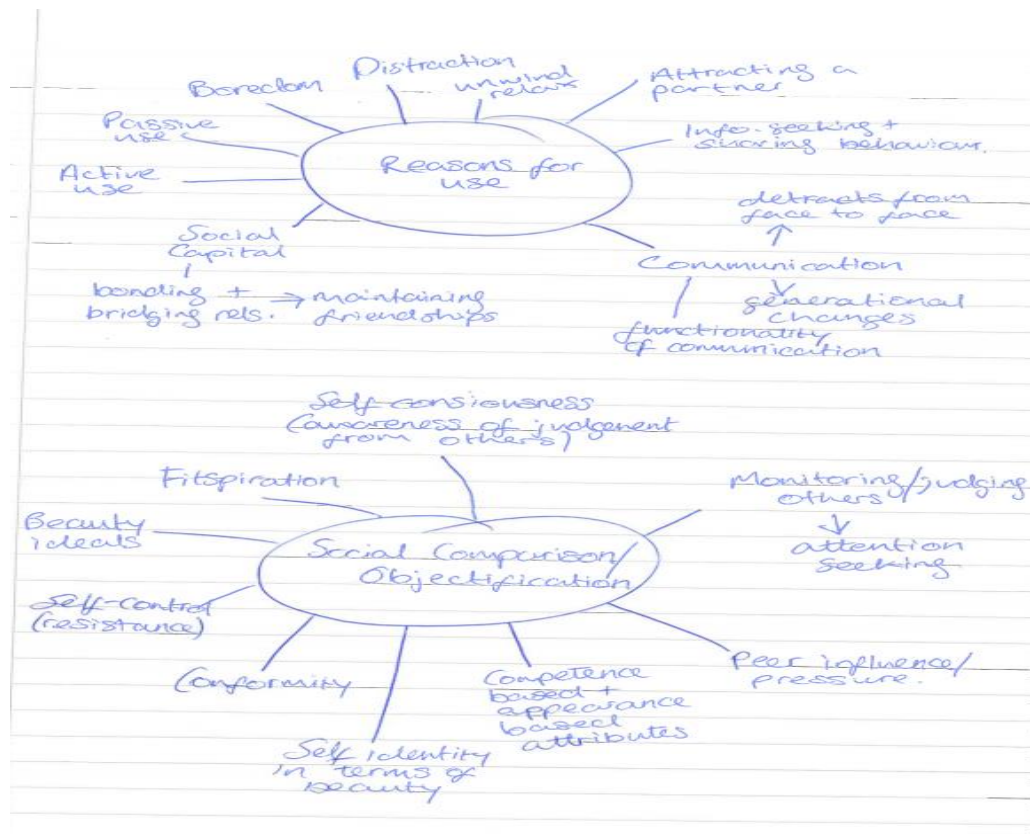 Distraction
Boredom
unwind
relax
Attracting a
partner
Passive
use
Info-seeking +
sharing behaviour.
Reasons for
use
Active
use
detracts from
face to face
Social
Capital
Communication
bonding + → maintaining
bridging rels. friendships
generational
changes
functionality
of communication
Self consiousness
(awareness of judgement
from others)
Fitspiration
Monitoring/judging
others
Beauty
ideals
attention
seeking
Social Comparison/
Objectification
Self-control
(resistance)
Conformity
Competence
based +
appearance
based
attributes
Peer influence/
pressure.
Self identity
in terms of
beauty